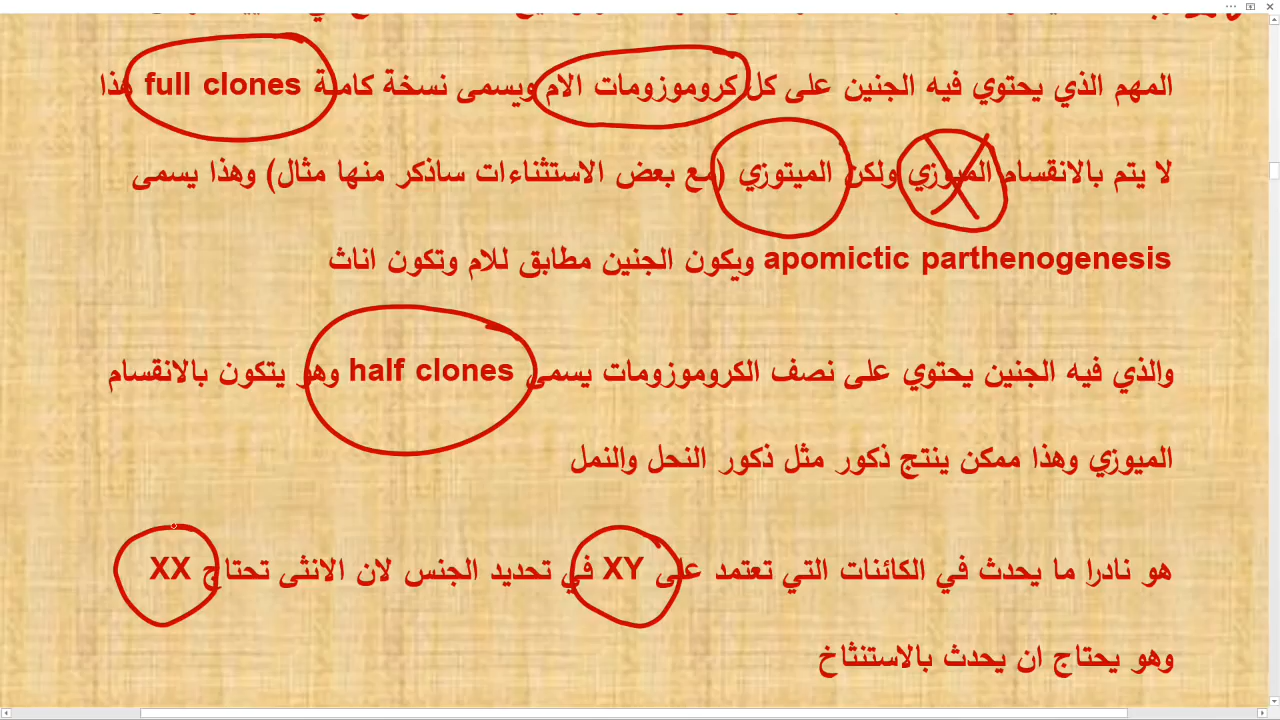 المهم الذي يحتوي فيه الجنين على كل كروموزومات الام ويسمى نسخة كاملة full clones هذا
لا يتم بالانقسام الميوزي ولكن الميتوزي (مع بعض الاستثناءات ساذكر منها مثال) وهذا يسمى
apomictic parthenogenesis ويكون الجنين مطابق للام وتكون اناث
والذي فيه الجنين يحتوي على نصف الكروموزومات يسمى half clones وهو يتكون بالانقسام
الميوزي وهذا ممكن ينتج ذكور مثل ذكور النحل والنمل
هو نادرا ما يحدث في الكائنات التي تعتمد على XY في تحديد الجنس لان الانثى تحتاج XX
وهو يحتاج ان يحدث بالاستنثاخ